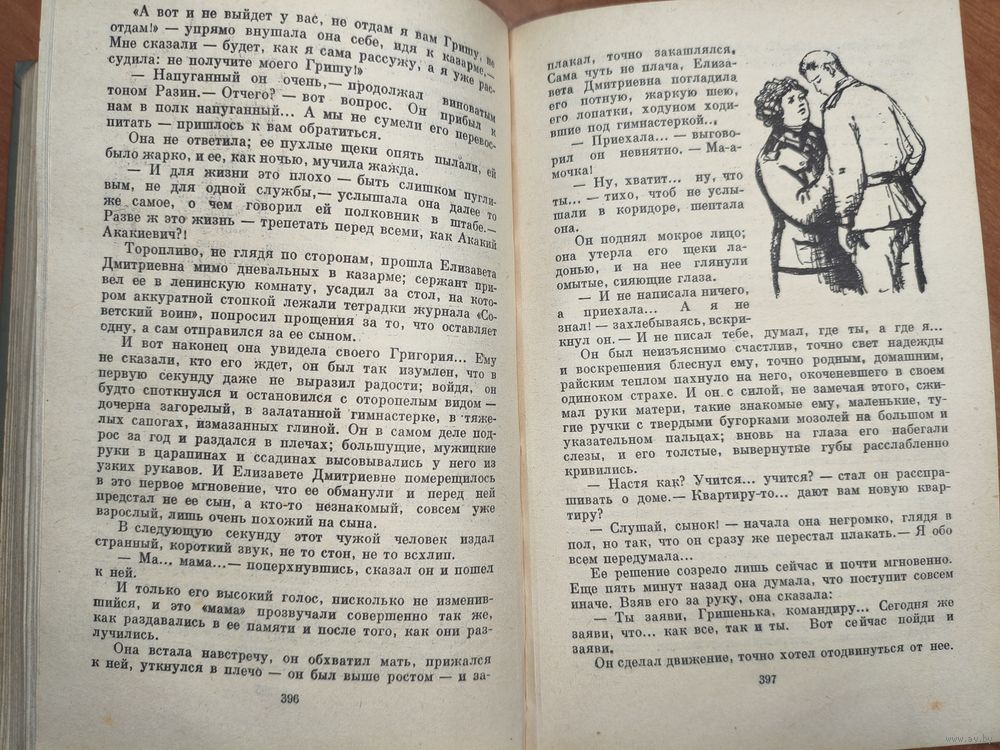 «А вот и не выйдет у вас, не отдам я вам Гришу, не
отдам!» — упрямо внушала она себе, идя к казарме,—
Мне сказали — будет, как я сама рассужу, а я уже рас-
судила: не получите моего Гришу!»
— Напуганный он очень,— продолжал виноватым
тоном Разин.— Отчего? — вот вопрос. Он прибыл к
нам в полк напуганный... А мы не сумели его перевос-
питать — пришлось к вам обратиться.
Она не ответила; ее пухлые щеки опять пылали, ей
было жарко, и ее, как ночью, мучила жажда.
— И для жизни это плохо — быть слишком пугли-
вым, не для одной службы,— услышала она далее то
же самое, о чем говорил ей полковник в штабе.—
Разве ж это жизнь — трепетать перед всеми, как Акакий
Акакиевич?!
Торопливо, не глядя по сторонам, прошла Елизавета
Дмитриевна мимо дневальных в казарме; сержант при-
вел ее в ленинскую комнату, усадил за стол, на кото-
ром аккуратной стопкой лежали тетрадки журнала «Со-
ветский воин», попросил прощения за то, что оставляет
одну, а сам отправился за ее сыном.
И вот наконец она увидела своего Григория... Ему
не сказали, кто его ждет, он был так изумлен, что в
первую секунду даже не выразил радости; войдя, он
будто споткнулся и остановился с оторопелым видом —
дочерна загорелый, в залатанной гимнастерке, в тяже-
лых сапогах, измазанных глиной. Он в самом деле под-
рос за год и раздался в плечах; большущие, мужицкие
руки в царапинах и ссадинах высовывались у него из
узких рукавов. И Елизавете Дмитриевне померещилось
в это первое мгновение, что ее обманули и перед ней
предстал не ее сын, а кто-то незнакомый, совсем уже
взрослый, лишь очень похожий на сына.
В следующую секунду этот чужой человек издал
странный, короткий звук, не то стон, не то всхлип.
— Ма... мама...— поперхнувшись, сказал он и пошел
к ней.
И только его высокий голос, нисколько не изменив-
шийся, и это «мама» прозвучали совершенно так же,
как раздавались в ее памяти и после того, как они раз-
лучились.
Она встала навстречу, он обхватил мать, прижался
к ней, уткнулся в плечо — он был выше ростом — и за-
396
плакал, точно закашлялся.
Сама чуть не плача, Елиза-
вета Дмитриевна погладила
его потную, жаркую шею,
его лопатки, ходуном ходи-
вшие под гимнастеркой...
— Приехала... — выгово-
рил он невнятно. — Ма-а-
мочка!
— Ну, хватит... ну, что
ты... — тихо, чтоб не услы-
шали в коридоре, шептала
она.
Он поднял мокрое лицо;
она утерла его щеки ла-
донью, и на нее глянули
омытые, сияющие глаза.
— И не написала ничего,
а приехала... А я не
знал! — захлебываясь, вскри-
кнул он.— И не писал тебе, думал, где ты, а где я...
Он был неизъяснимо счастлив, точно свет надежды
и воскрешения блеснул ему, точно родным, домашним,
райским теплом пахнуло на него, окоченевшего в своем
одиноком страхе. И он с силой, не замечая этого, сжи-
мал руки матери, такие знакомые ему, маленькие, ту-
гие ручки с твердыми бугорками мозолей на большом и
указательном пальцах; вновь на глаза его набегали
слезы, и его толстые, вывернутые губы расслабленно
кривились.
— Настя как? Учится... учится? — стал он расспра-
шивать о доме.— Квартиру-то... дают вам новую квар-
тиру?
— Слушай, сынок! — начала она негромко, глядя в
пол, но так, что он сразу же перестал плакать.— Я обо
всем передумала...
Ее решение созрело лишь сейчас и почти мгновенно.
Еще пять минут назад она думала, что поступит совсем
иначе. Взяв его за руку, она сказала:
— Ты заяви, Гришенька, командиру... Сегодня же
заяви, что... как все, так и ты. Вот сейчас пойди и
заяви.
Он сделал движение, точно хотел отодвинуться от нее.
397
www.av.by